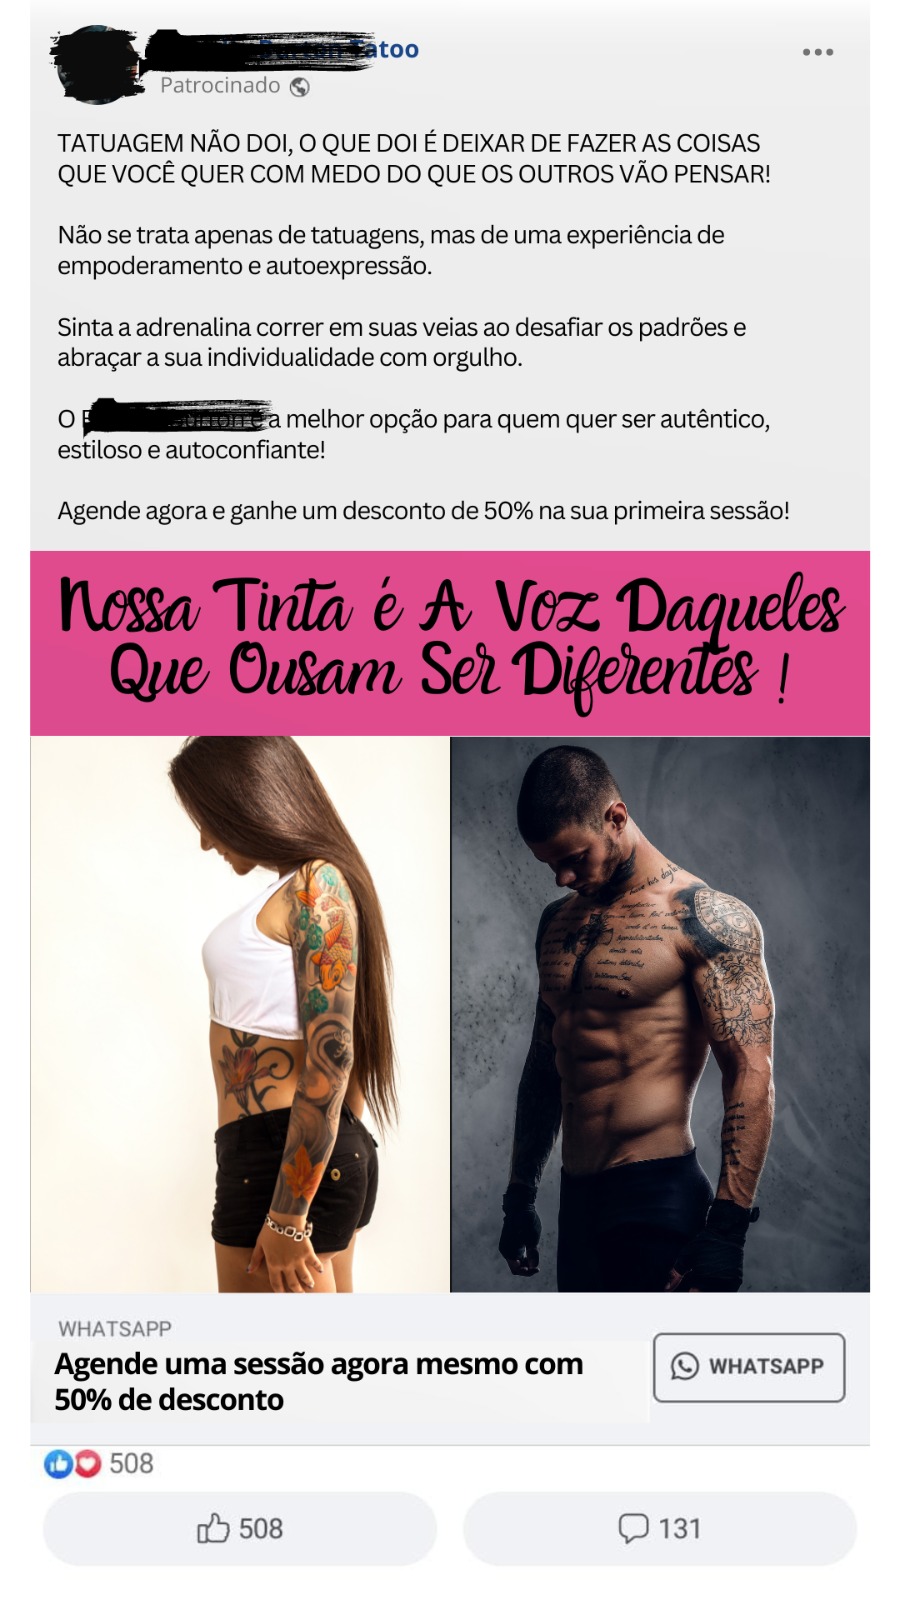 atoo
Patrocinado
TATUAGEM NÃO DOI, O QUE DOI É DEIXAR DE FAZER AS COISAS
QUE VOCÊ QUER COM MEDO DO QUE OS OUTROS VÃO PENSAR!
Não se trata apenas de tatuagens, mas de uma experiência de
empoderamento e autoexpressão.
Sinta a adrenalina correr em suas veias ao desafiar os padrões e
abraçar a sua individualidade com orgulho.
O é a melhor opção para quem quer ser autêntico,
estiloso e autoconfiante!
Agende agora e ganhe um desconto de 50% na sua primeira sessão!
Nossa Tinta é A Voz Daqueles
Que Ousam Ser Diferentes !
WHATSAPP
Agende uma sessão agora mesmo com
50% de desconto
WHATSAPP
508
508
131